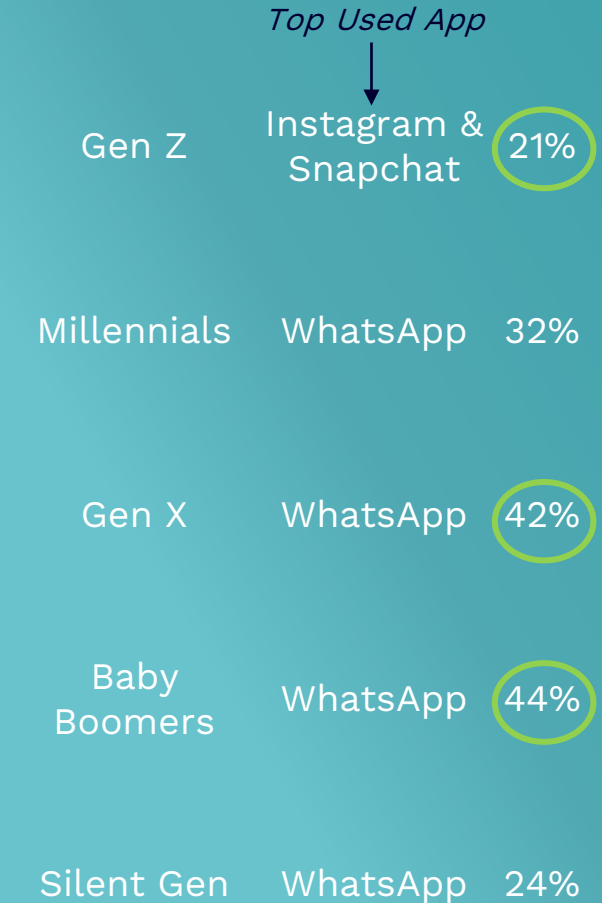 Top Used App
Gen Z
Instagram &
Snapchat
21%
Millennials
WhatsApp
32%
Gen X
WhatsApp
42%
Baby
Boomers
WhatsApp
44%
Silent Gen
WhatsApp
24%